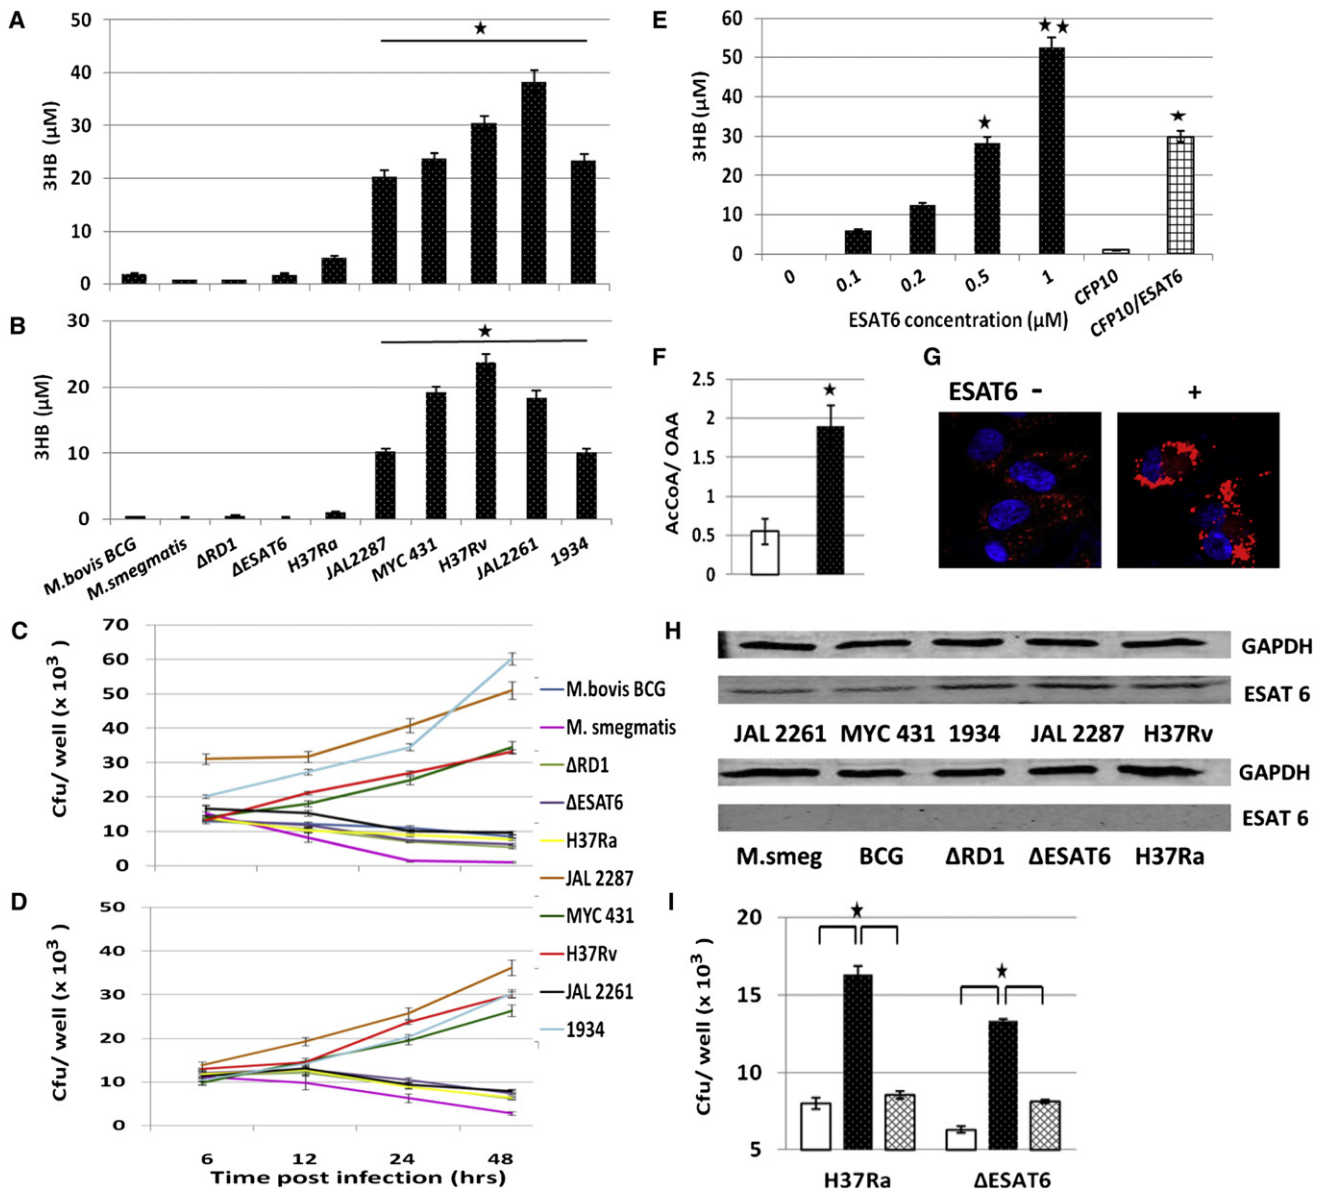 A
50
40
30
20
10
0
3HB (µM)
★
B
30
20
10
0
3HB (µM)
★
M.bovis BCG
M.smegmatis
ΔRD1
ΔESAT6
H37Ra
JAL2287
MYC 431
H37Rv
JAL2261
1934
C
70
60
50
40
30
20
10
0
Cfu/ well (x 10³ )
M.bovis BCG
M. smegmatis
ΔRD1
ΔESAT6
H37Ra
JAL 2287
MYC 431
H37Rv
JAL 2261
1934
D
50
40
30
20
10
0
Cfu/ well (x 10³ )
6 12 24 48
Time post infection (hrs)
E
60
50
40
30
20
10
0
3HB (µM)
★
★★
★
0 0.1 0.2 0.5 1 CFP10 CFP10/ESAT6
ESAT6 concentration (µM)
F
2.5
2
1.5
1
0.5
0
AcCoA/ OAA
★
G
ESAT6 - +
H
GAPDH
ESAT 6
JAL 2261 MYC 431 1934 JAL 2287 H37Rv
GAPDH
ESAT 6
M.smeg BCG ΔRD1 ΔESAT6 H37Ra
I
20
15
10
5
Cfu/ well (x 10³ )
★
★
H37Ra ΔESAT6